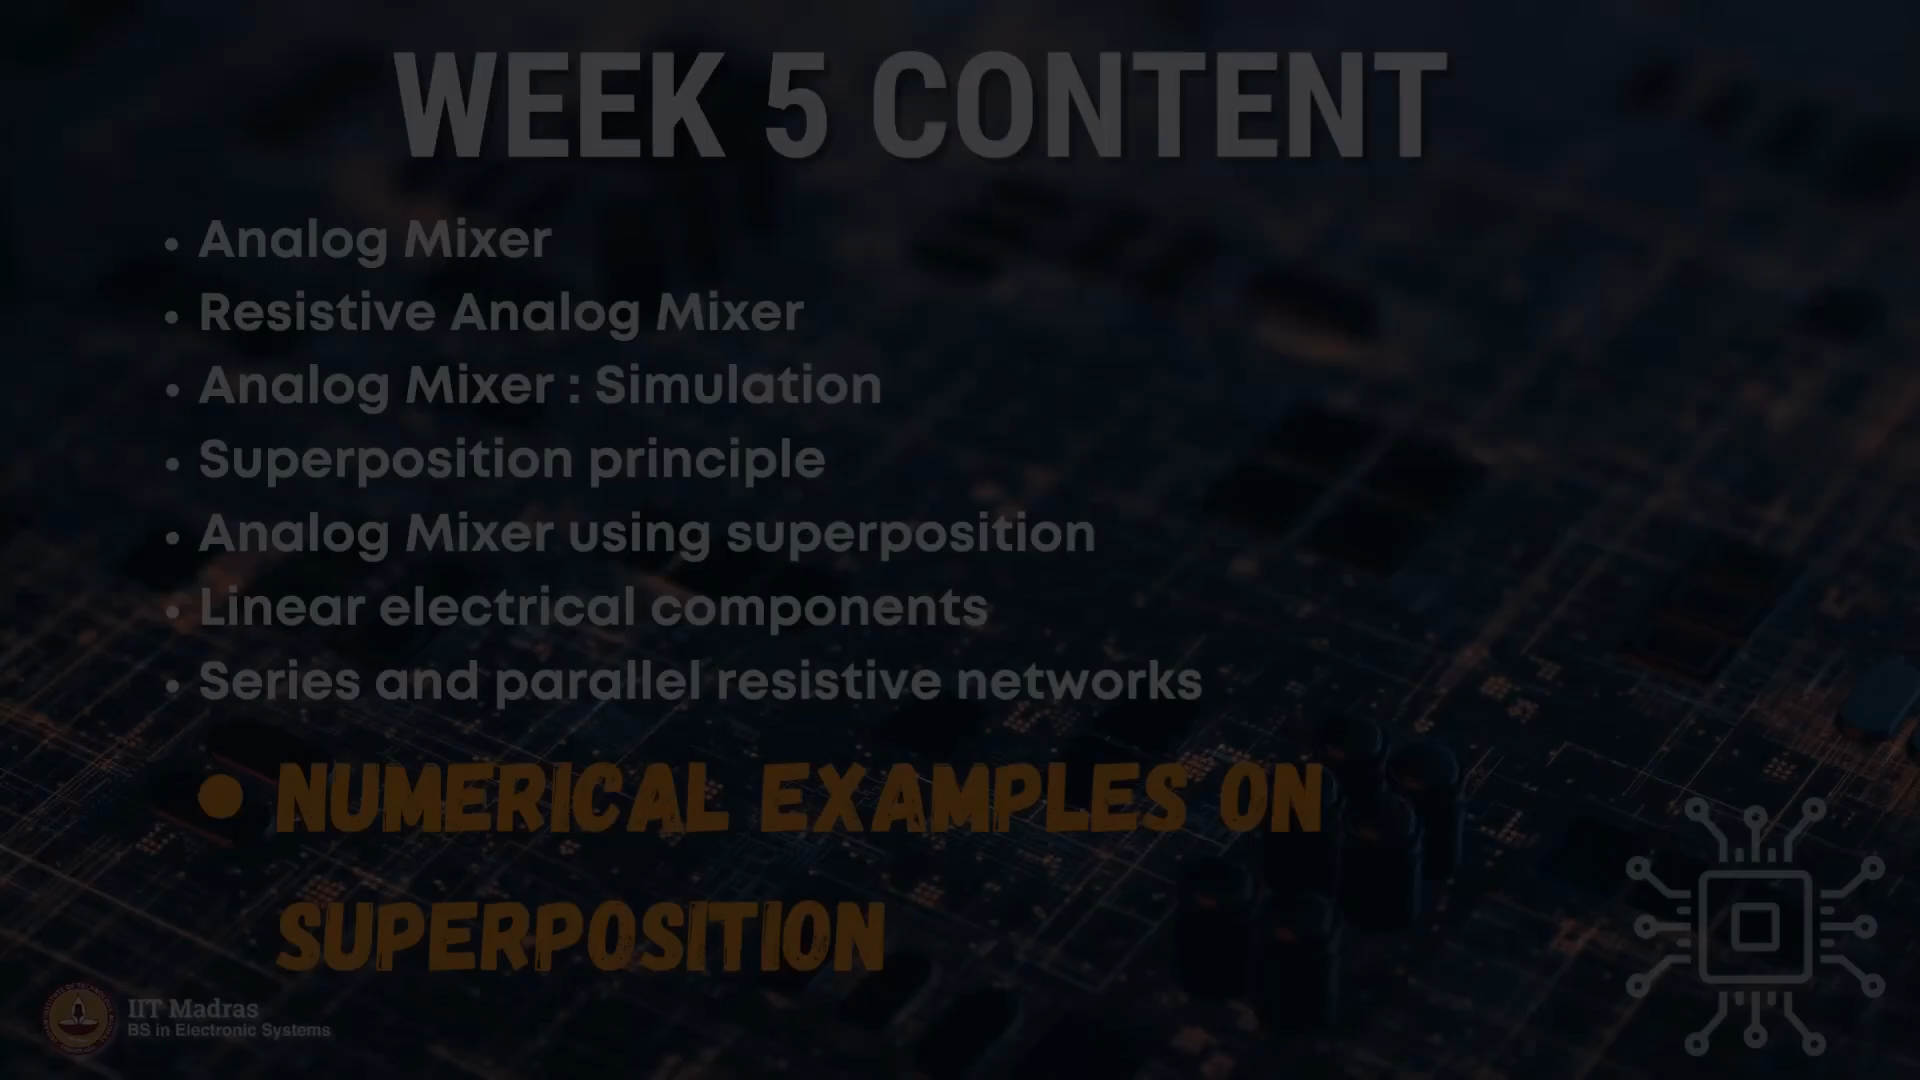 WEEK 5 CONTENT
• Analog Mixer
• Resistive Analog Mixer
• Analog Mixer : Simulation
• Superposition principle
• Analog Mixer using superposition
• Linear electrical components
• Series and parallel resistive networks
• NUMERICAL EXAMPLES ON
SUPERPOSITION
IIT Madras
BS in Electronic Systems